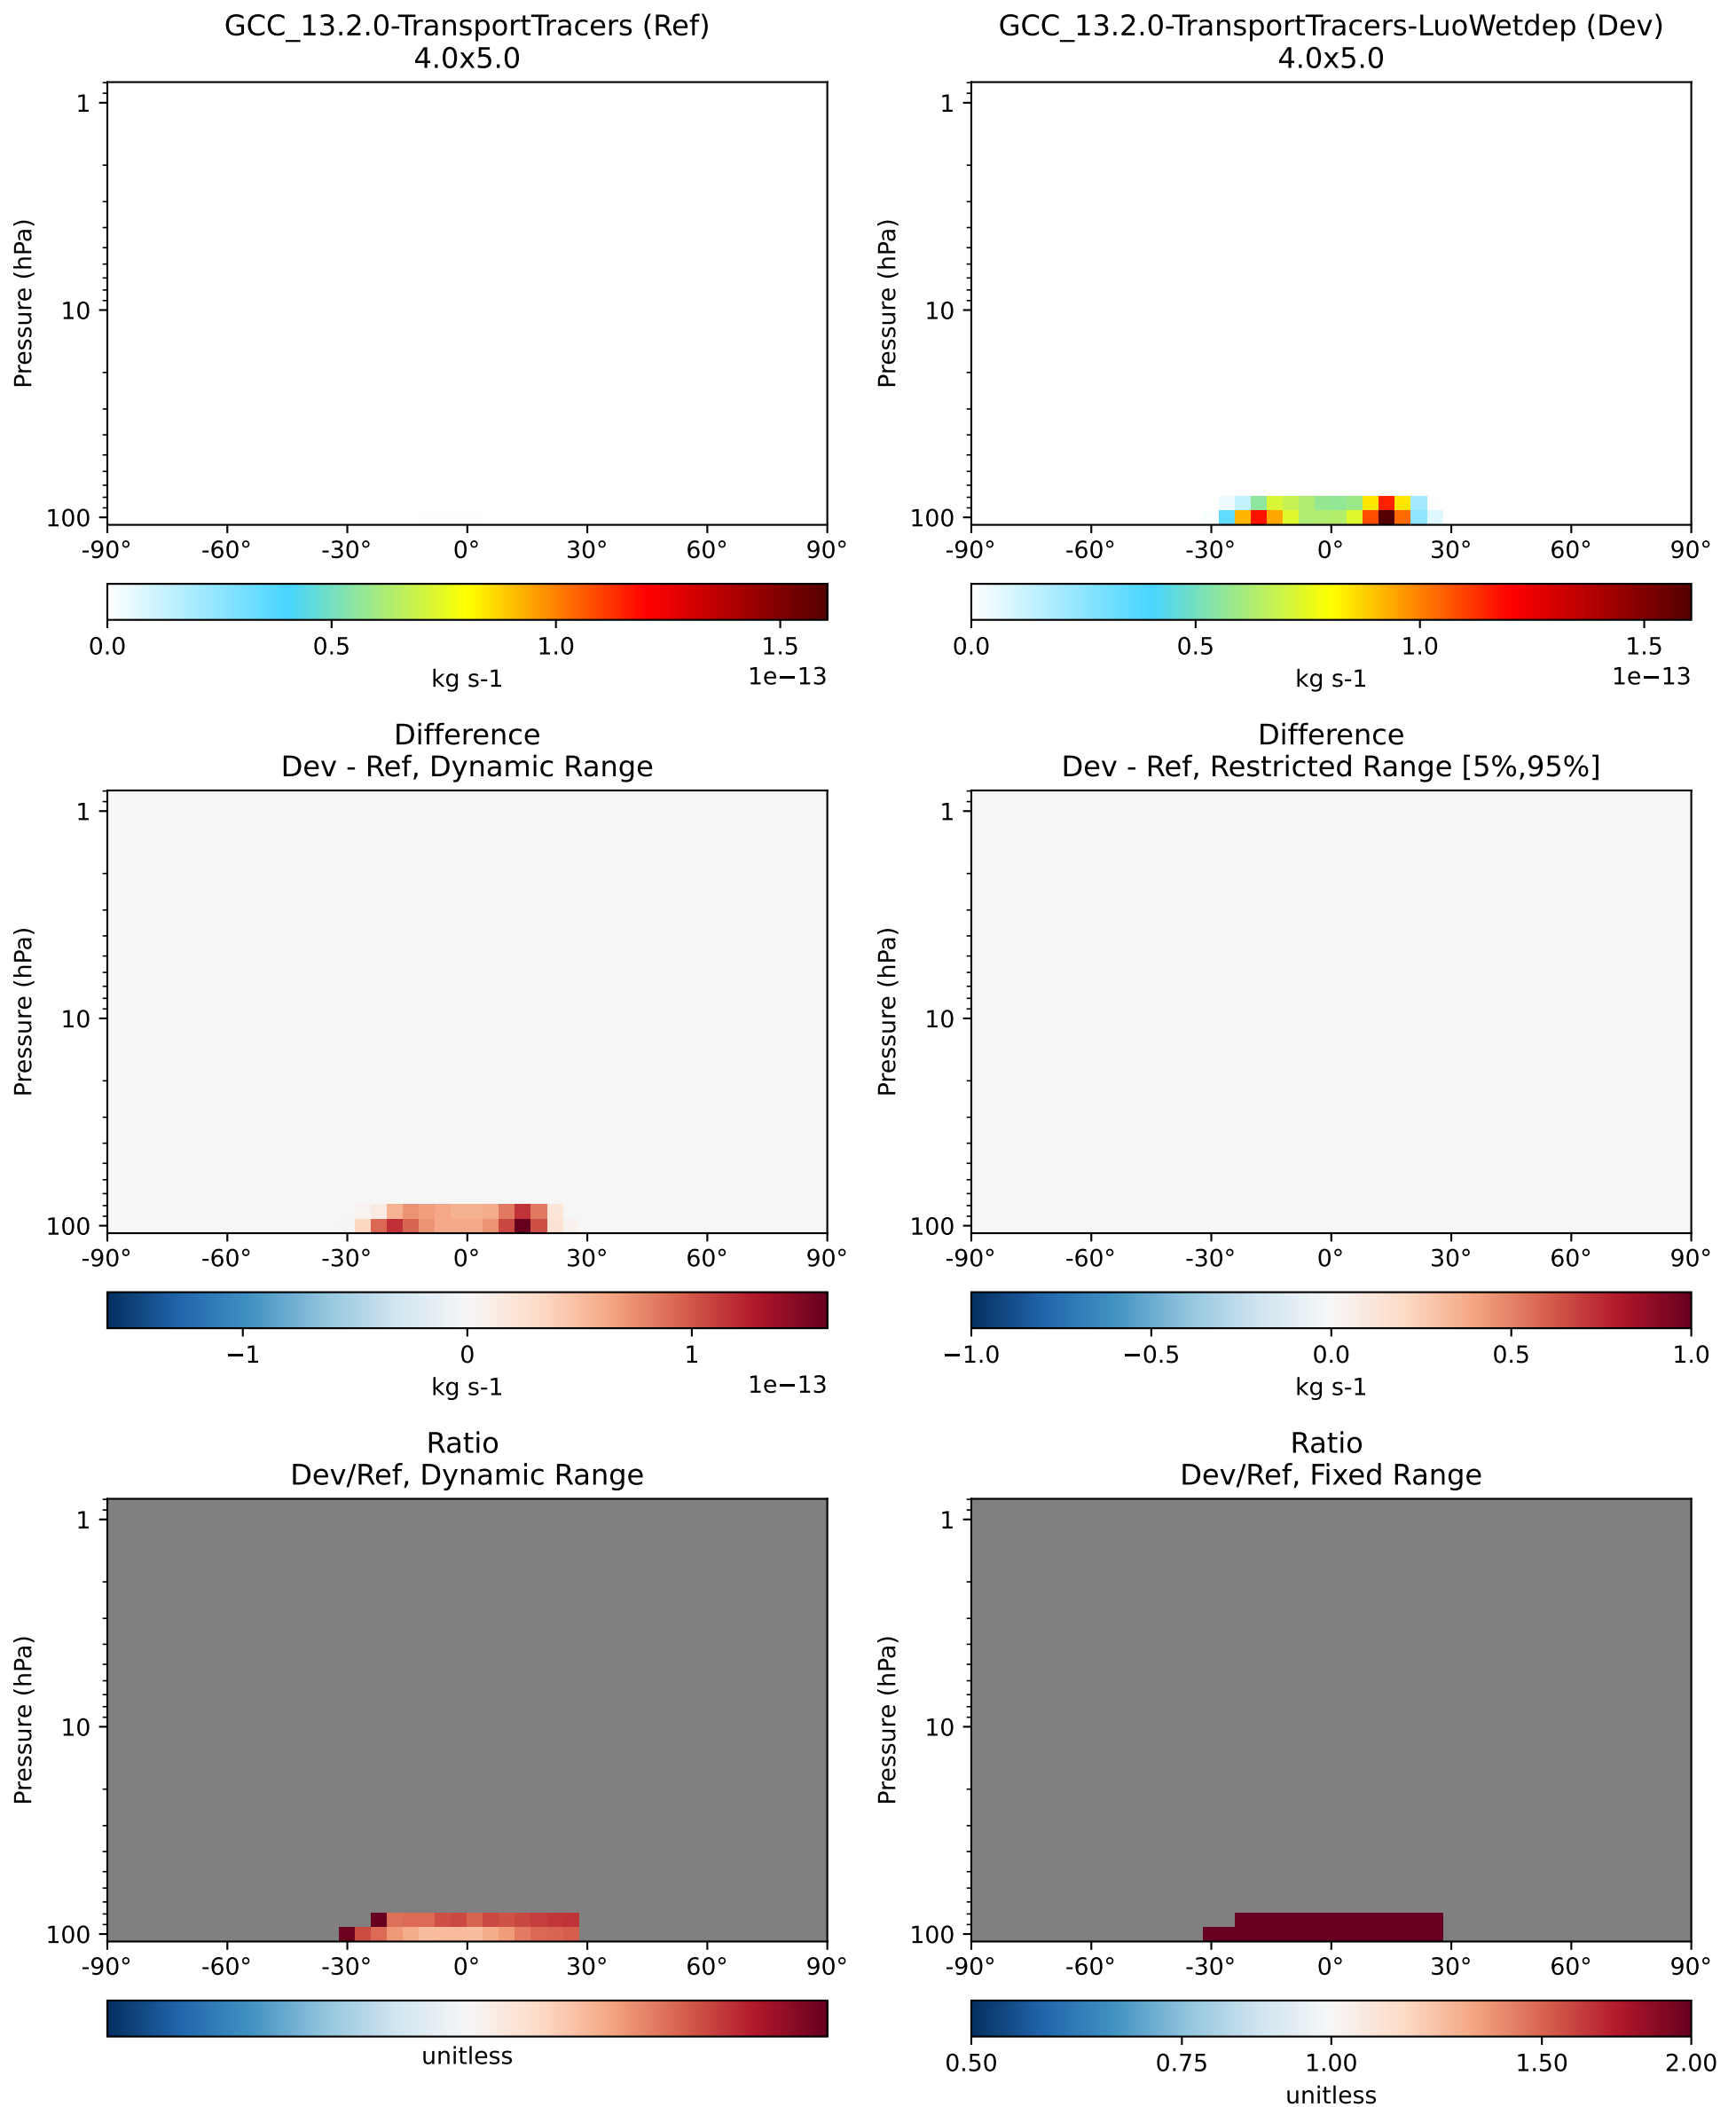 GCC_13.2.0-TransportTracers (Ref)
4.0x5.0
Pressure (hPa)
1
10
100
-90° -60° -30° 0° 30° 60° 90°
0.0 0.5 1.0 1.5
kg s-1
1e−13
GCC_13.2.0-TransportTracers-LuoWetdep (Dev)
4.0x5.0
Pressure (hPa)
1
10
100
-90° -60° -30° 0° 30° 60° 90°
0.0 0.5 1.0 1.5
kg s-1
1e−13
Difference
Dev - Ref, Dynamic Range
Pressure (hPa)
1
10
100
-90° -60° -30° 0° 30° 60° 90°
−1 0 1
kg s-1
1e−13
Difference
Dev - Ref, Restricted Range [5%,95%]
Pressure (hPa)
1
10
100
-90° -60° -30° 0° 30° 60° 90°
−1.0 −0.5 0.0 0.5 1.0
kg s-1
Ratio
Dev/Ref, Dynamic Range
Pressure (hPa)
1
10
100
-90° -60° -30° 0° 30° 60° 90°
unitless
Ratio
Dev/Ref, Fixed Range
Pressure (hPa)
1
10
100
-90° -60° -30° 0° 30° 60° 90°
0.50 0.75 1.00 1.50 2.00
unitless